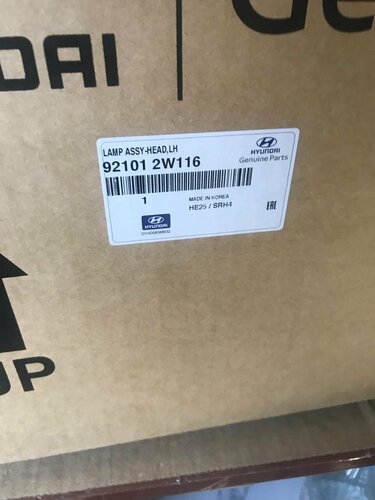 Ge
DAI
LAMP ASSY-HEAD,LH
92101 2W116
HYUNDAI
Genuine Parts
1
MADE IN KOREA
HE25 / SRH4
EAC
HYUNDAI
UP